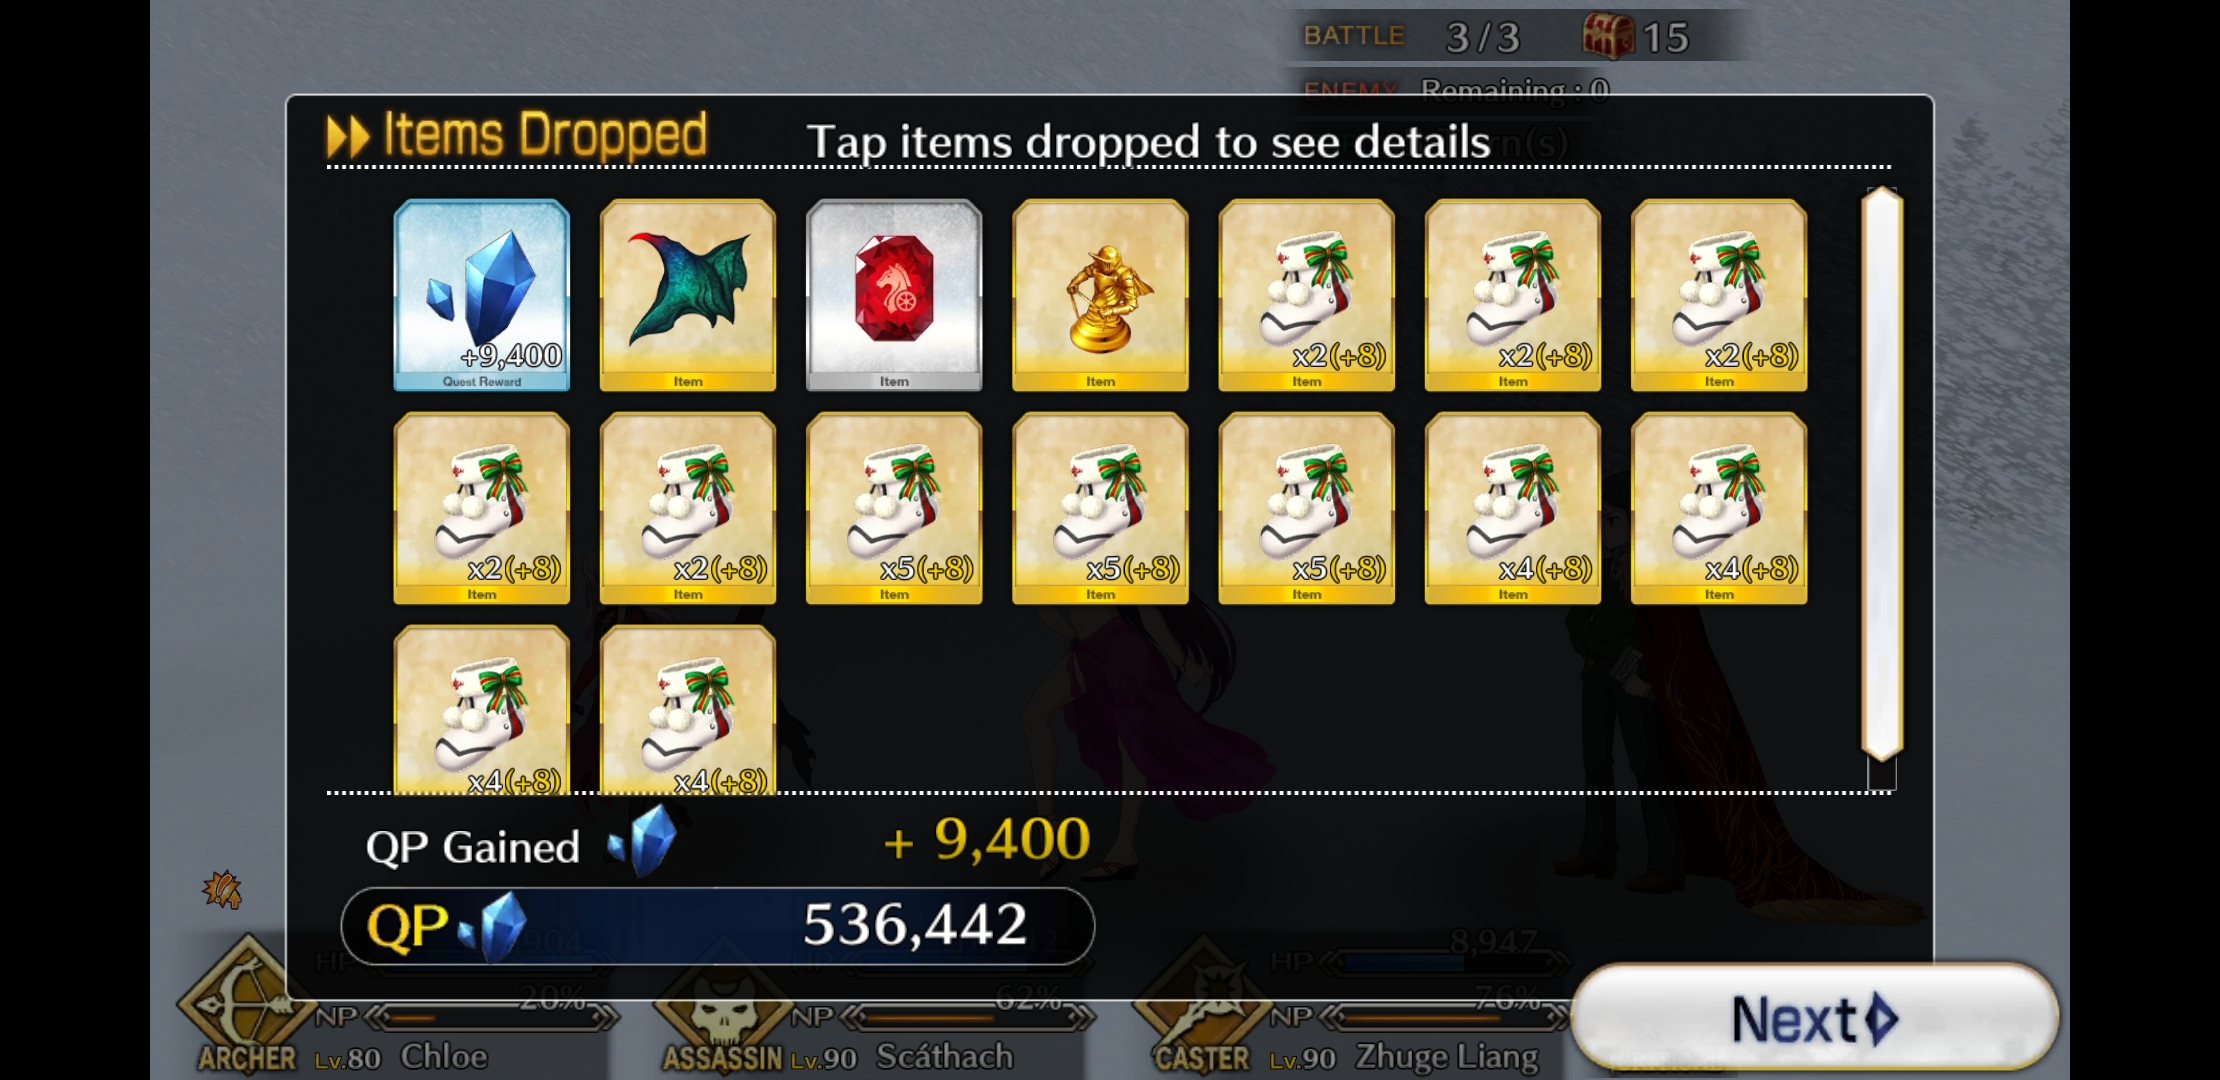 BATTLE 3/3 15
ENEMY Remaining : 0
Items Dropped Tap items dropped to see details
+9,400 x2(+8) x2(+8) x2(+8)
Quest Reward Item Item Item Item Item Item
x2(+8) x2(+8) x5(+8) x5(+8) x5(+8) x4(+8) x4(+8)
Item Item Item Item Item Item Item
x4(+8) x4(+8)
QP Gained + 9,400
QP 536,442
HP HP HP 8,947
NP 20% NP 62% NP 76%
ARCHER Lv.80 Chloe ASSASSIN Lv.90 Scáthach CASTER Lv.90 Zhuge Liang
Next